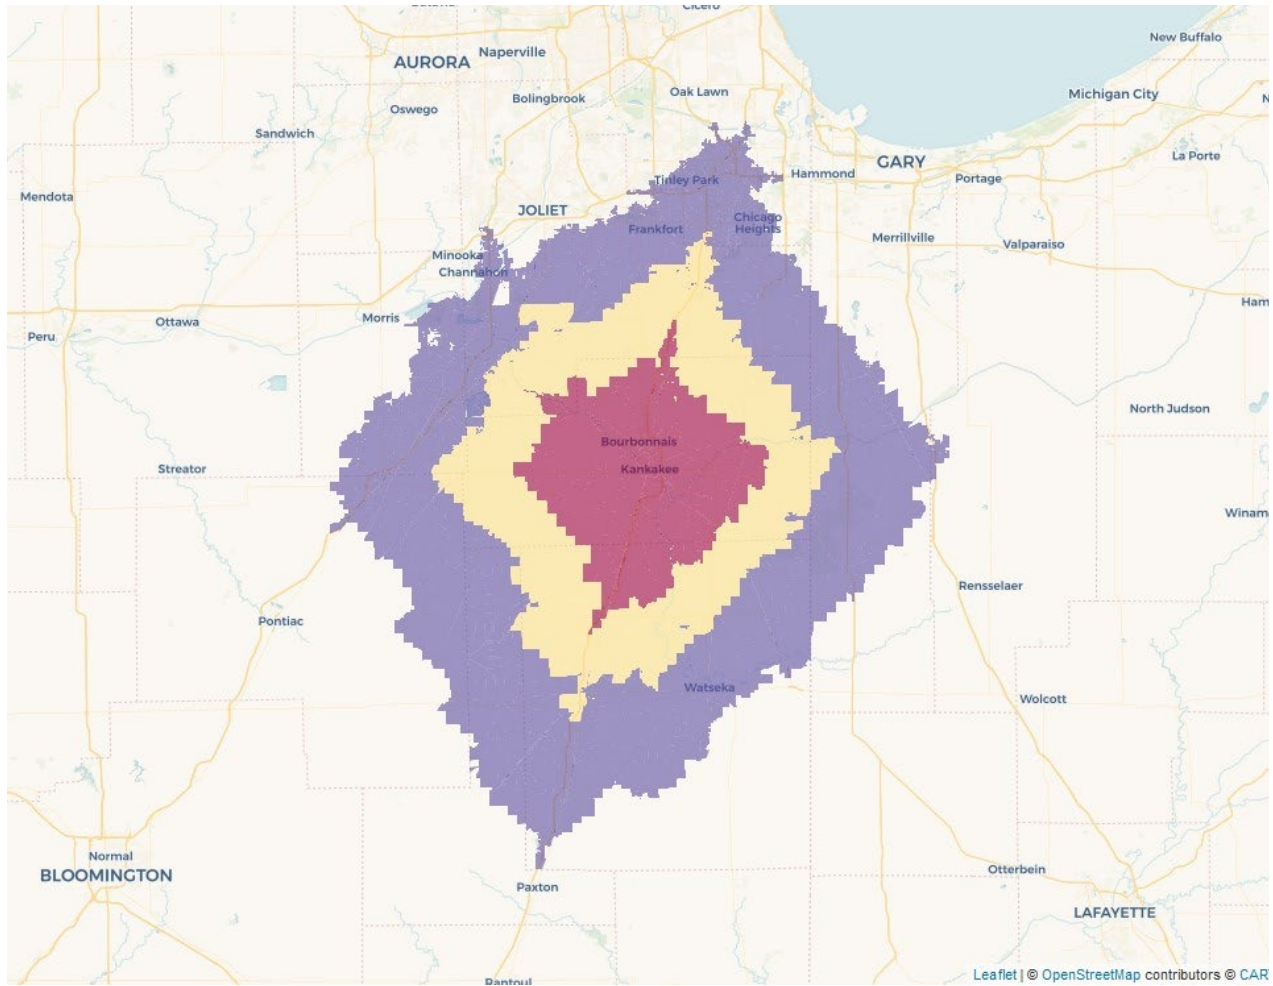 Cicero
Naperville
AURORA
New Buffalo
Oak Lawn
Michigan City
Bolingbrook
Oswego
Sandwich
GARY
La Porte
Hammond
Portage
Tinley Park
Mendota
JOLIET
Chicago
Heights
Frankfort
Merrillville
Valparaiso
Minooka
Channahon
Ham
Morris
Ottawa
Peru
North Judson
Bourbonnais
Streator
Kankakee
Winam
Rensselaer
Pontiac
Watseka
Wolcott
Normal
BLOOMINGTON
Otterbein
Paxton
LAFAYETTE
Rantoul
Leaflet | © OpenStreetMap contributors © CAR